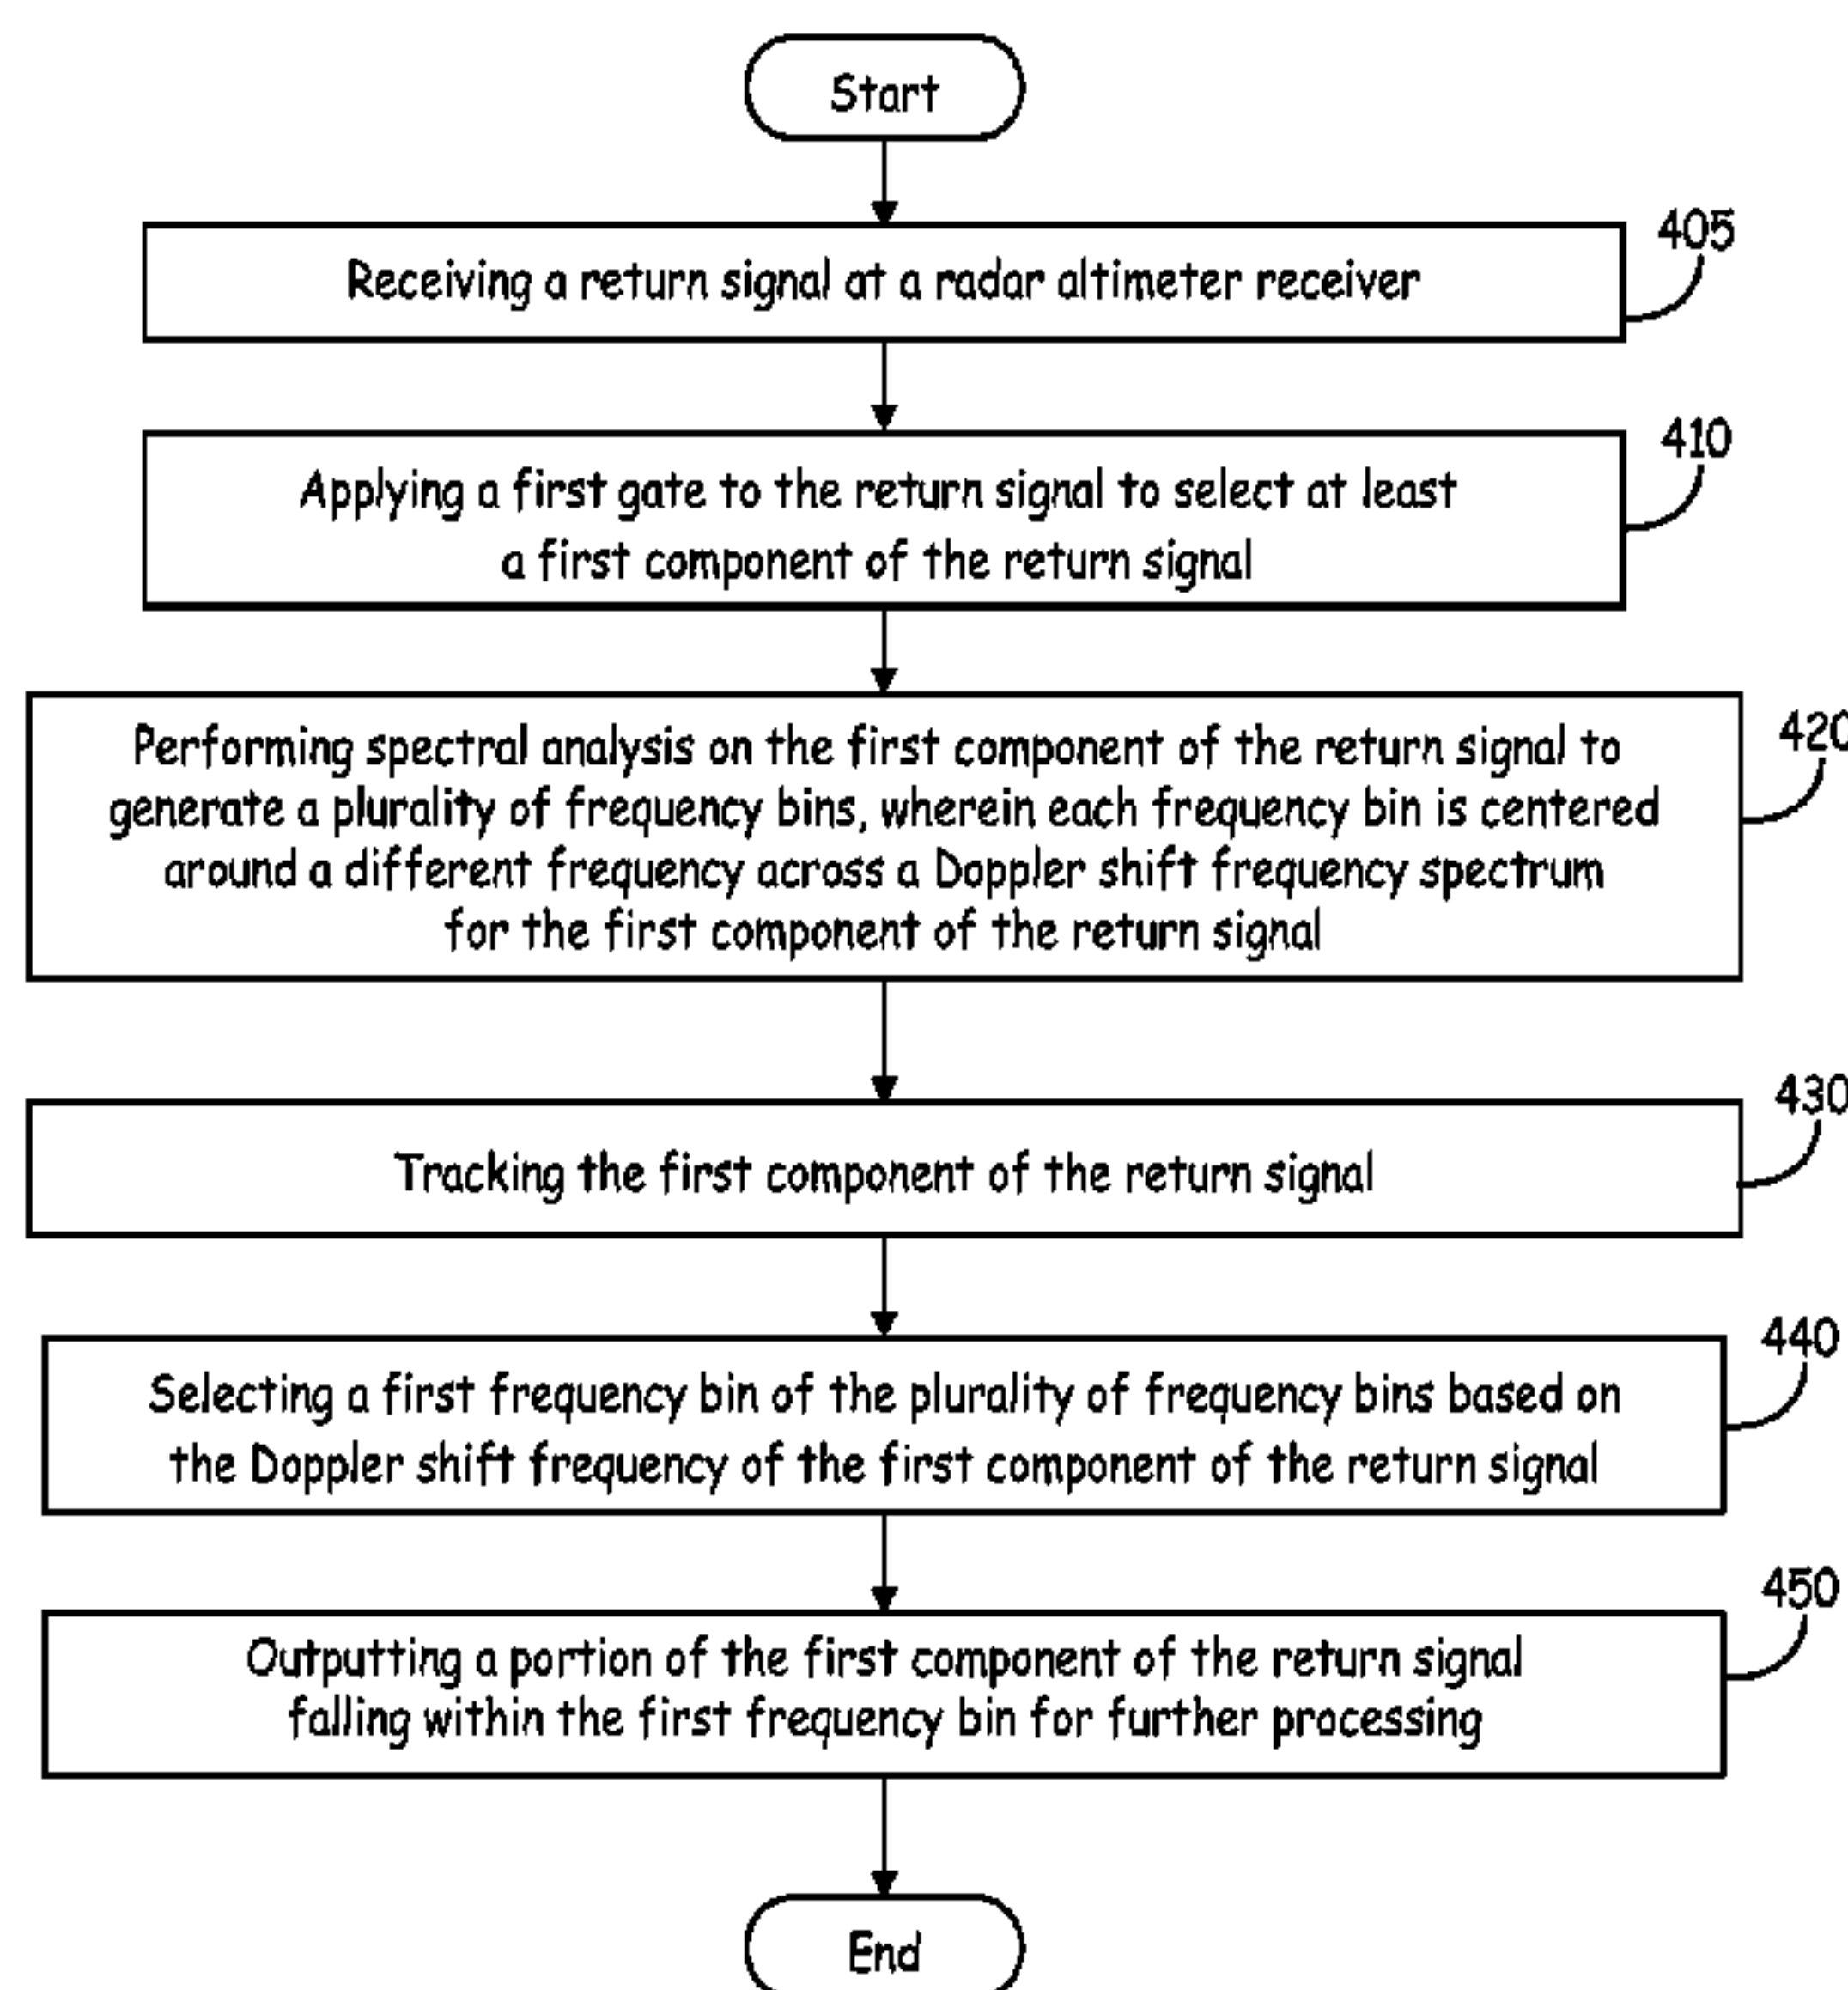 Start
405
Receiving a return signal at a radar altimeter receiver
410
Applying a first gate to the return signal to select at least
a first component of the return signal
420
Performing spectral analysis on the first component of the return signal to
generate a plurality of frequency bins, wherein each frequency bin is centered
around a different frequency across a Doppler shift frequency spectrum
for the first component of the return signal
430
Tracking the first component of the return signal
440
Selecting a first frequency bin of the plurality of frequency bins based on
the Doppler shift frequency of the first component of the return signal
450
Outputting a portion of the first component of the return signal
falling within the first frequency bin for further processing
End